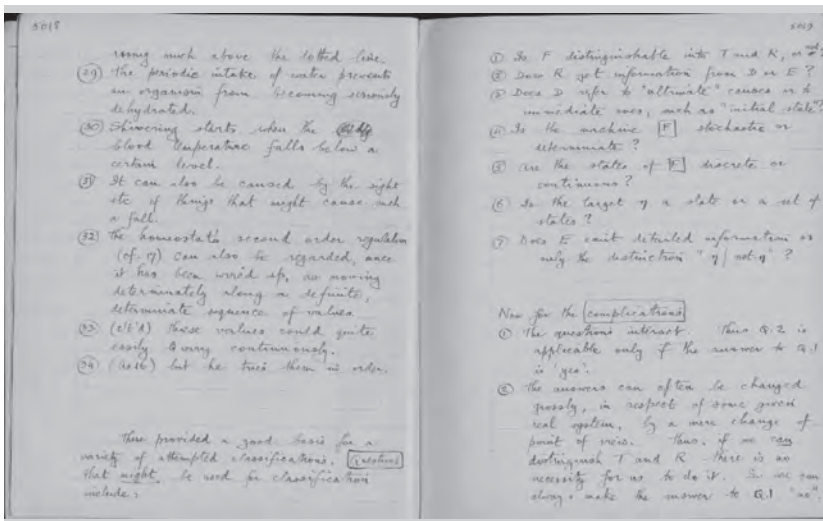 5018
rising much above the dotted line.
(29) The periodic intake of water prevents
an organism from becoming seriously
dehydrated.
(30) Shivering starts when the
blood temperature falls below a
certain level.
(31) It can also be caused by the sight
etc of things that might cause such
a fall.
(32) The homeostat's second order regulation
(cf. 17) can also be regarded, once
it has been wired up, as moving
determinately along a definite,
determinate sequence of values.
(33) (ct'd) these values could quite
easily vary continuously.
(34) (as 16) but he tries them in order.
These provided a good basis for a
variety of attempted classifications. Questions
that might be used for classification
include:
5019
① Is F distinguishable into T and R, or not?
② Does R get information from D or E?
③ Does D refer to "ultimate" causes or to
immediate ones, such as "initial state"?
④ Is the machine F stochastic or
determinate?
⑤ Are the states of F discrete or
continuous?
⑥ Is the target η a state or a set of
states?
⑦ Does E emit detailed information or
only the distinction "η / not-η"?
Now for the complications
① The questions interact. Thus Q.2 is
applicable only if the answer to Q.1
is 'yes'.
② The answers can often be changed
grossly, in respect of some given
real system, by a mere change of
point of view. Thus, if we can
distinguish T and R there is no
necessity for us to do it. So we can
always make the answer to Q.1 "no".